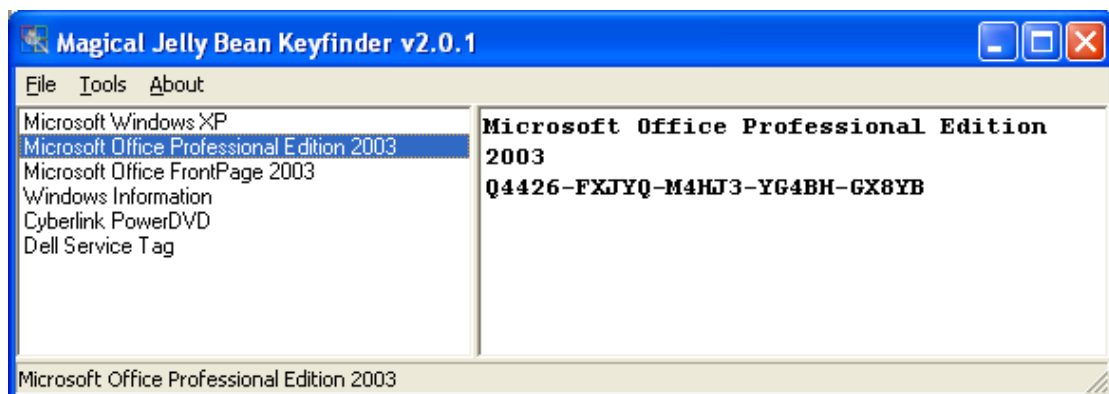 Magical Jelly Bean Keyfinder v2.0.1
File Tools About
Microsoft Windows XP
Microsoft Office Professional Edition 2003
Microsoft Office FrontPage 2003
Windows Information
Cyberlink PowerDVD
Dell Service Tag
Microsoft Office Professional Edition
2003
Q4426-FXJYQ-M4HJ3-YG4BH-GX8YB
Microsoft Office Professional Edition 2003